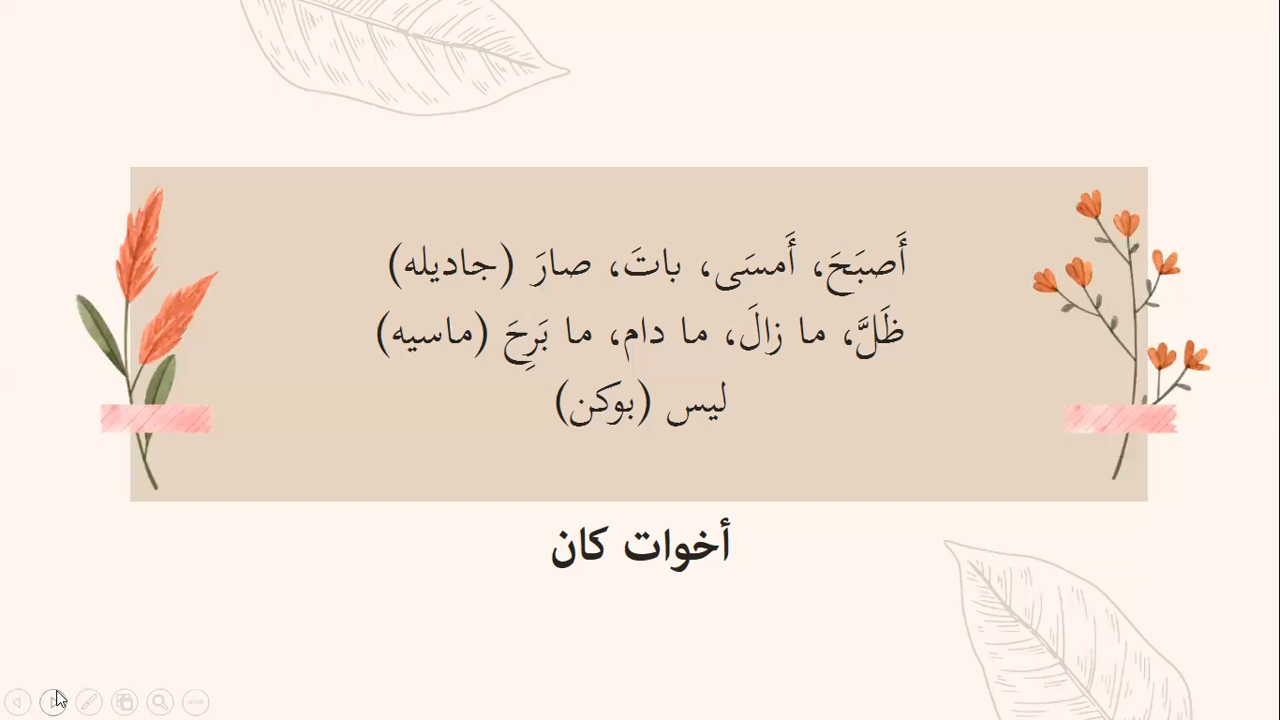 أَصبَحَ، أَمسَى، باتَ، صارَ (جاديله)
ظَلَّ، ما زالَ، ما دام، ما بَرِحَ (ماسيه)
ليس (بوكن)
أخوات كان